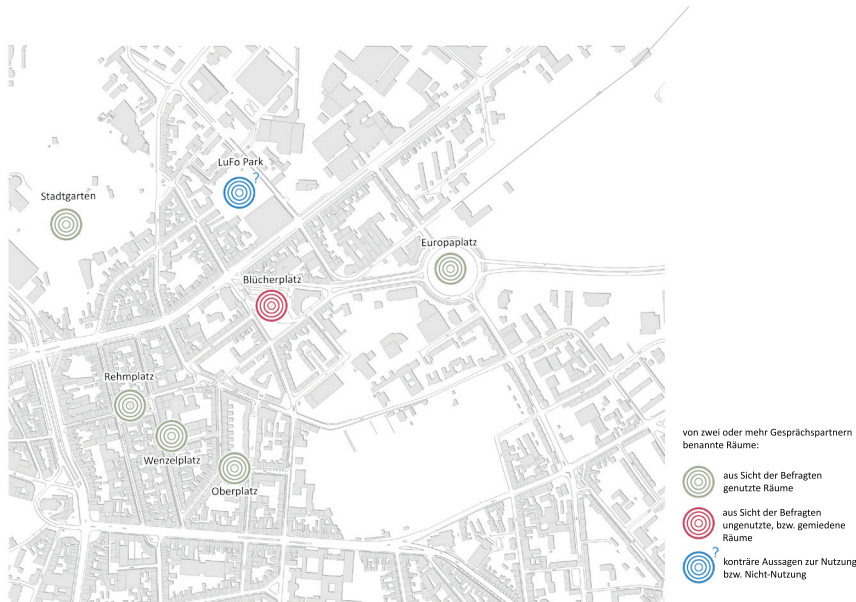 LuFo Park
?
Stadtgarten
Europaplatz
Blücherplatz
Rehmplatz
Wenzelplatz
Oberplatz
von zwei oder mehr Gesprächspartnern
benannte Räume:
aus Sicht der Befragten
genutzte Räume
aus Sicht der Befragten
ungenutzte, bzw. gemiedene
Räume
?
konträre Aussagen zur Nutzung
bzw. Nicht-Nutzung